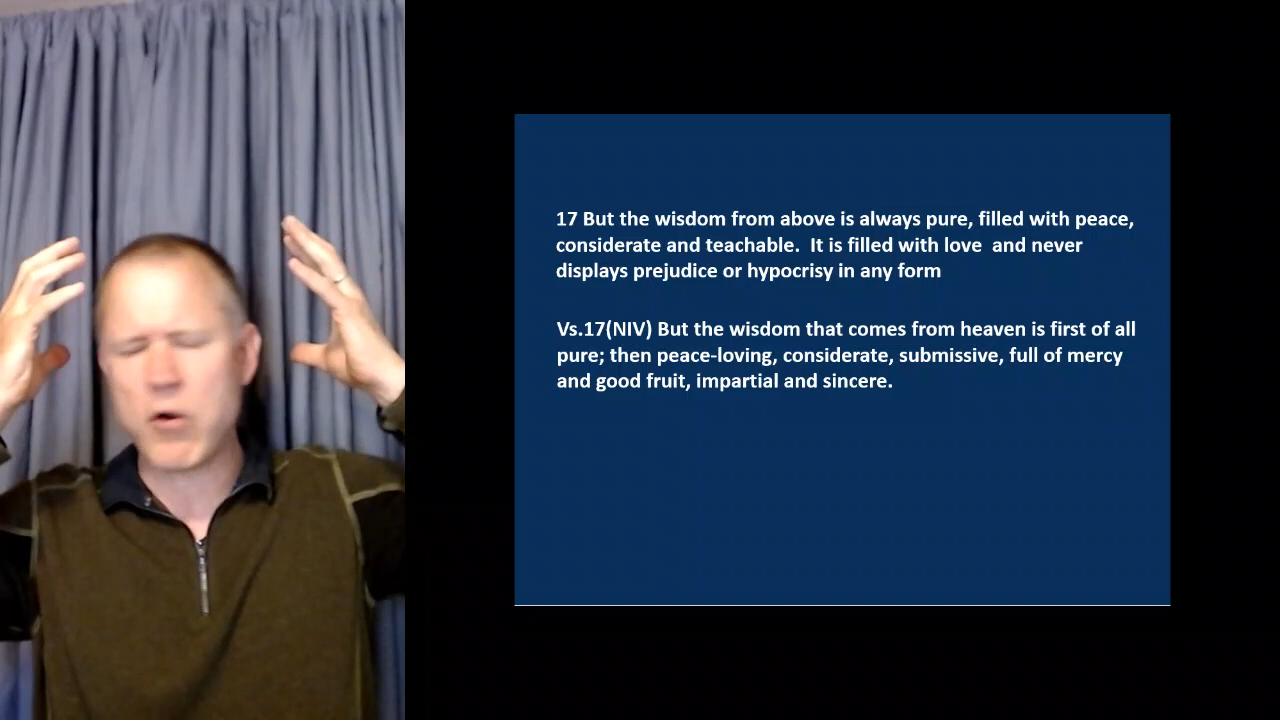 17 But the wisdom from above is always pure, filled with peace,
considerate and teachable.  It is filled with love  and never
displays prejudice or hypocrisy in any form
Vs.17(NIV) But the wisdom that comes from heaven is first of all
pure; then peace-loving, considerate, submissive, full of mercy
and good fruit, impartial and sincere.